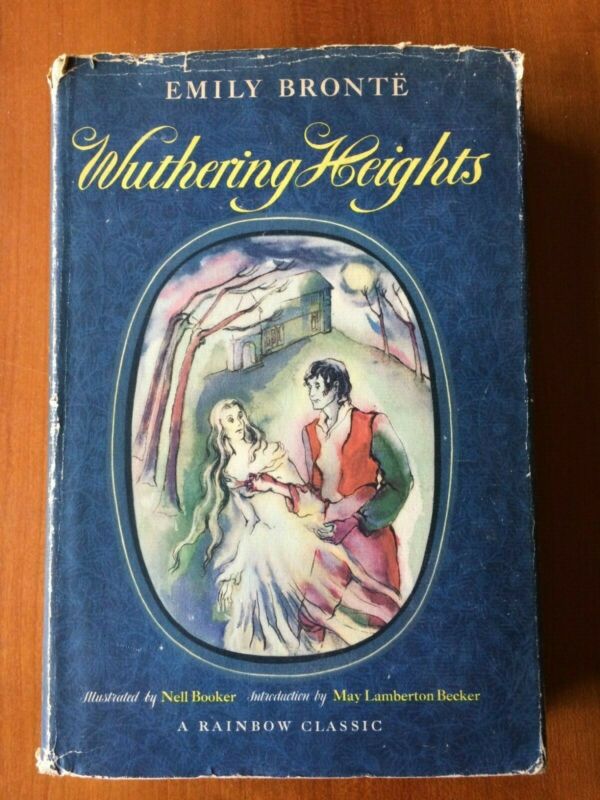 EMILY BRONTË
Wuthering Heights
Illustrated by Nell Booker Introduction by May Lamberton Becker
A RAINBOW CLASSIC